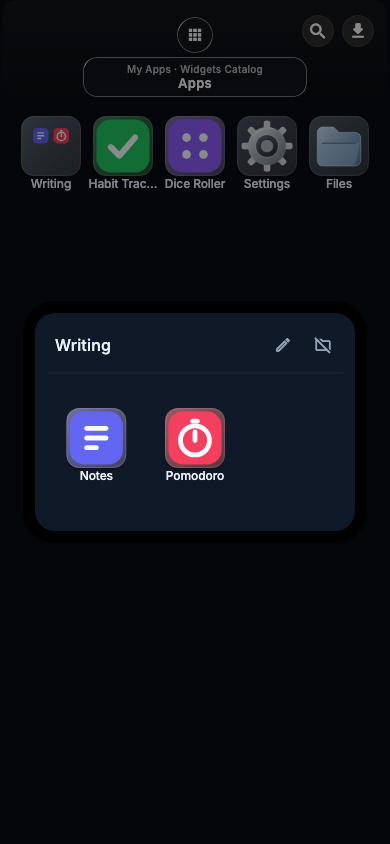 My Apps · Widgets Catalog
Apps
Writing
Habit Trac...
Dice Roller
Settings
Files
Writing
Notes
Pomodoro